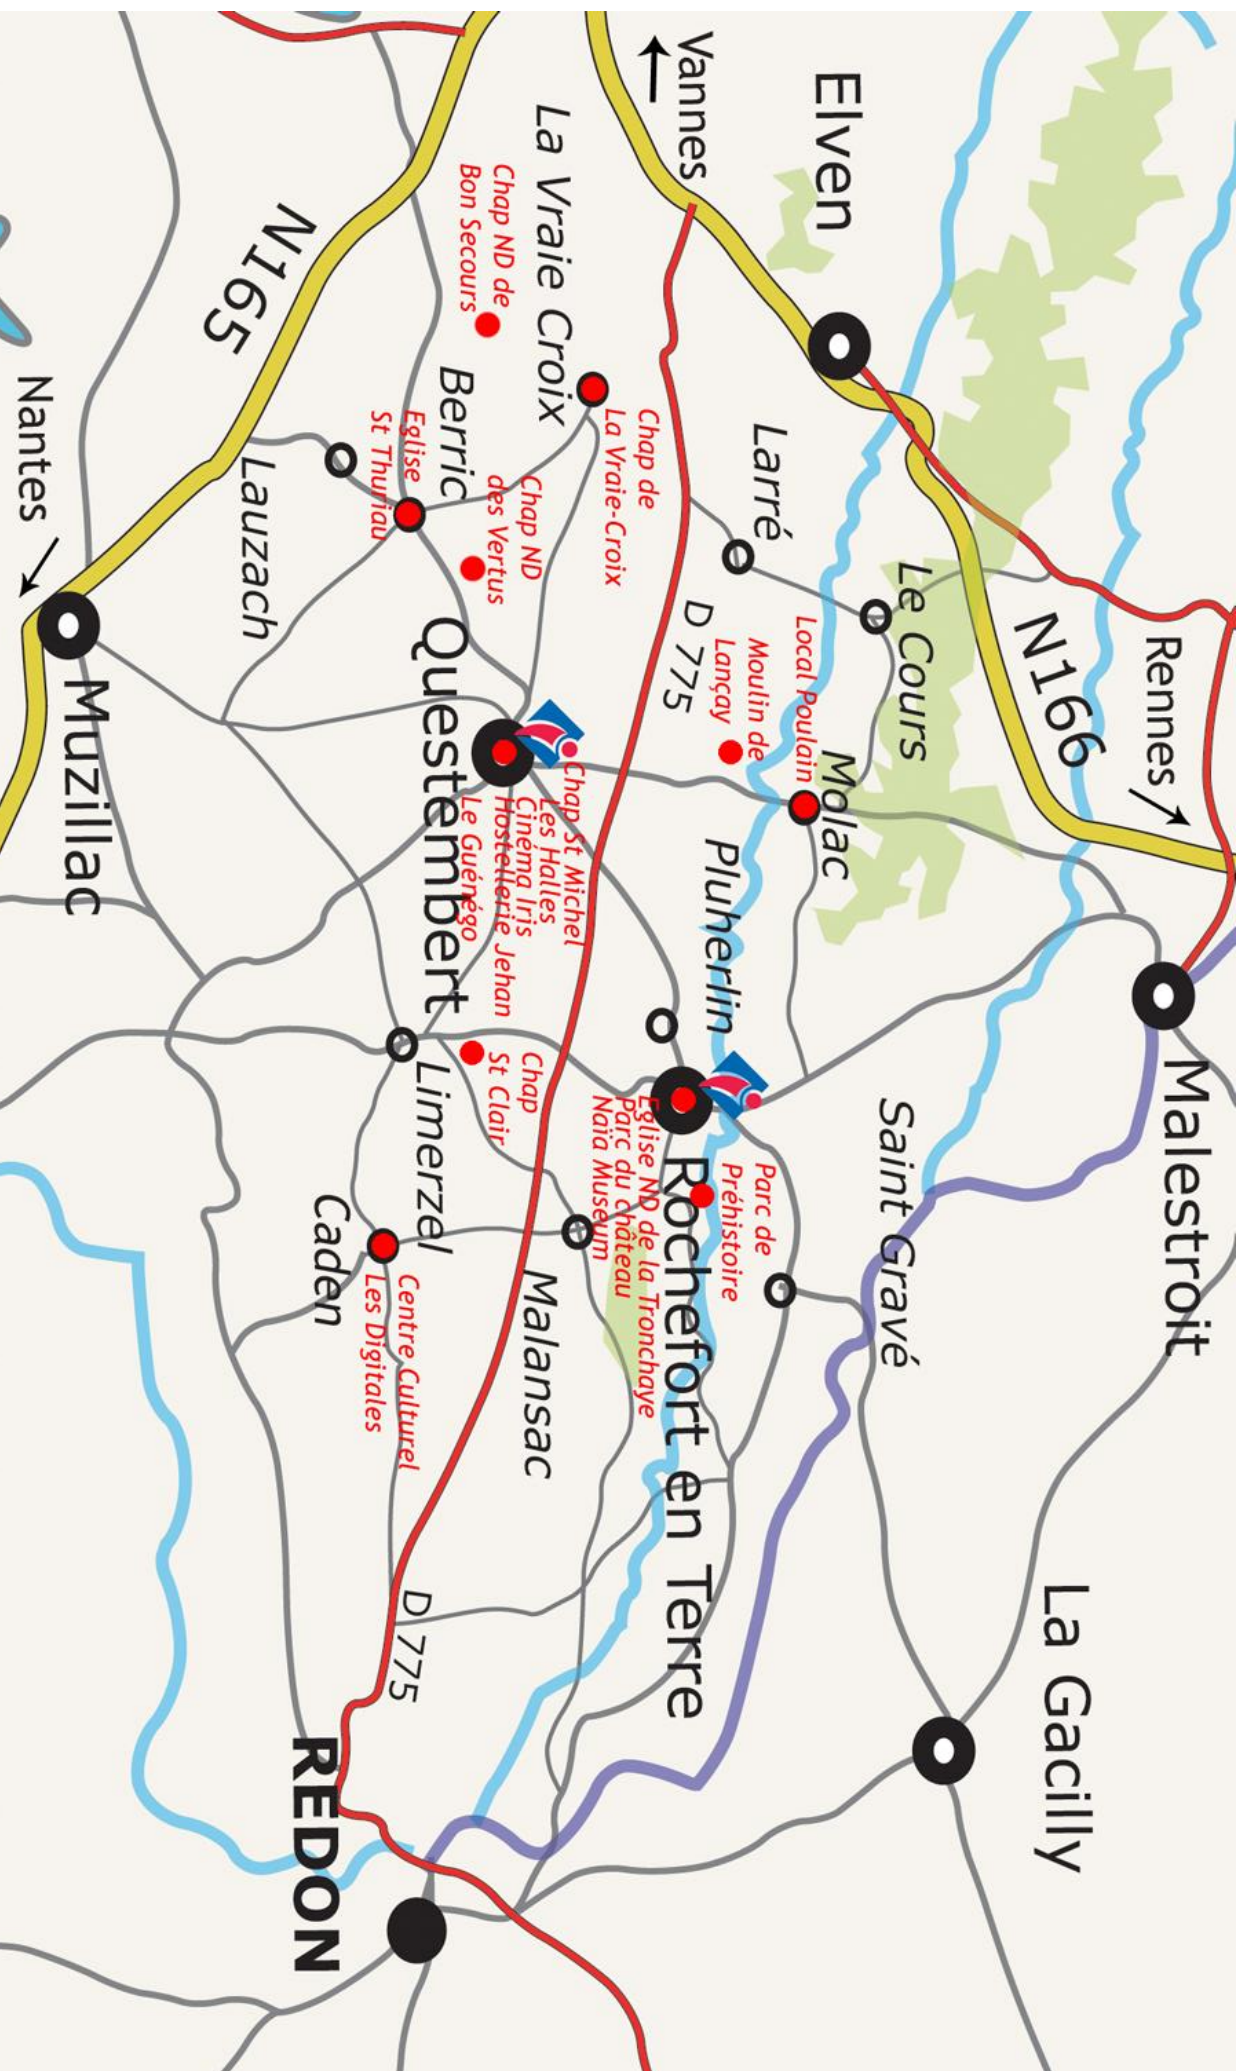 Vannes
Elven
La Vraie Croix
Chap ND de
Bon Secours
N165
Nantes
Berric
Eglise
St Thuriau
Lauzach
Chap de
La Vraie-Croix
Chap ND
des Vertus
Larré
Le Cours
D 775
N166
Rennes
Moulin de
Lançay
Local Poulain
Molac
Questembert
Chap St Michel
Les Halles
Cinéma Iris
Hostellerie Jehan
Le Guénégo
Muzillac
Pluherlin
Malestroit
Saint Gravé
Limerzel
Chap
St Clair
Rochefort en Terre
Eglise ND de la Tronchaye
Parc du château
Naïa Museum
Parc de
Préhistoire
Caden
Centre Culturel
Les Digitales
Malansac
D 775
La Gacilly
REDON